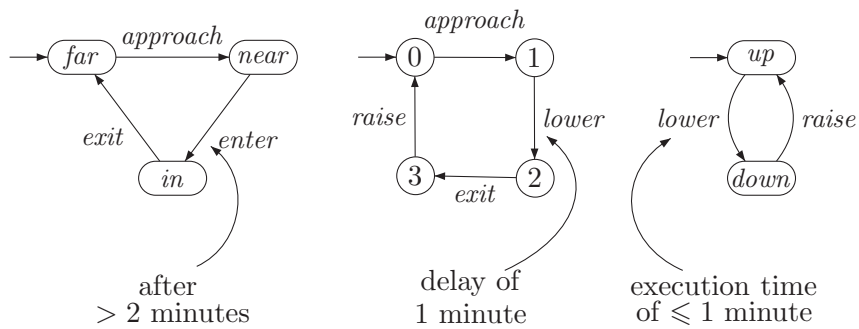 approach
far
near
exit
enter
in
after
> 2 minutes
approach
0
1
raise
lower
3
2
exit
delay of
1 minute
up
lower
raise
down
execution time
of ⩽ 1 minute